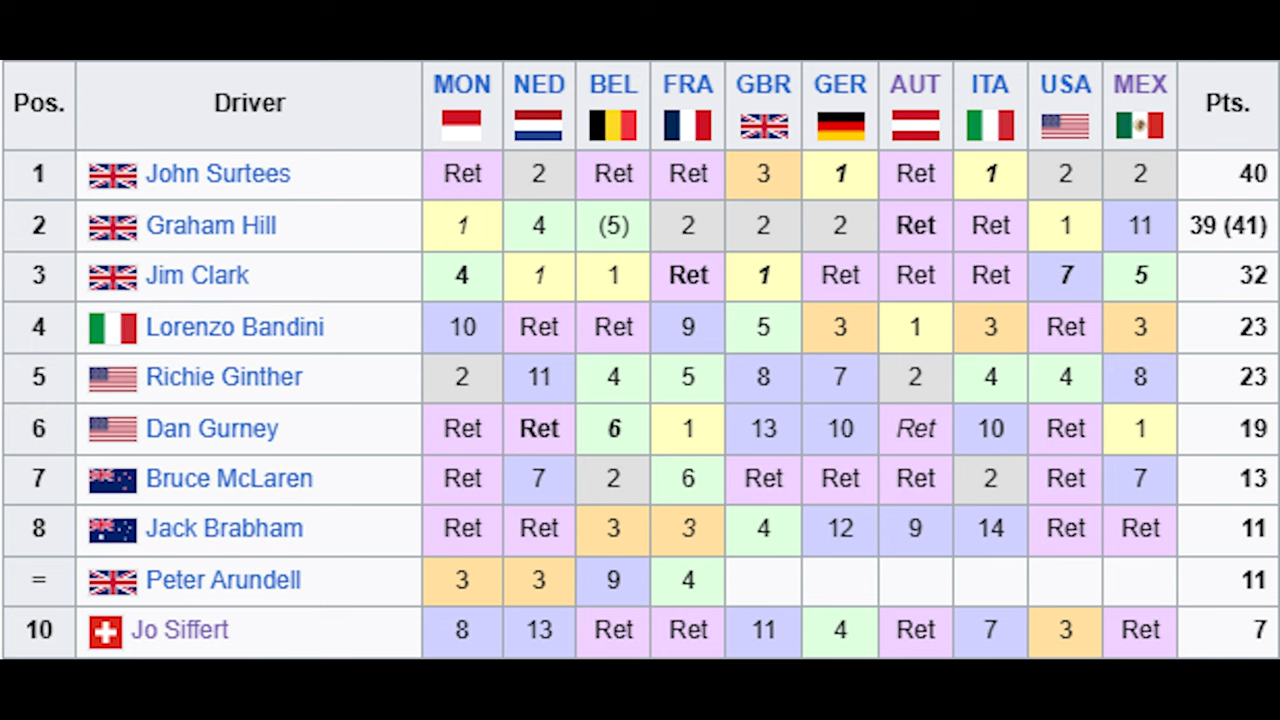 Pos. Driver MON NED BEL FRA GBR GER AUT ITA USA MEX Pts.
1 John Surtees Ret 2 Ret Ret 3 1 Ret 1 2 2 40
2 Graham Hill 1 4 (5) 2 2 2 Ret Ret 1 11 39 (41)
3 Jim Clark 4 1 1 Ret 1 Ret Ret Ret 7 5 32
4 Lorenzo Bandini 10 Ret Ret 9 5 3 1 3 Ret 3 23
5 Richie Ginther 2 11 4 5 8 7 2 4 4 8 23
6 Dan Gurney Ret Ret 6 1 13 10 Ret 10 Ret 1 19
7 Bruce McLaren Ret 7 2 6 Ret Ret Ret 2 Ret 7 13
8 Jack Brabham Ret Ret 3 3 4 12 9 14 Ret Ret 11
= Peter Arundell 3 3 9 4 11
10 Jo Siffert 8 13 Ret Ret 11 4 Ret 7 3 Ret 7